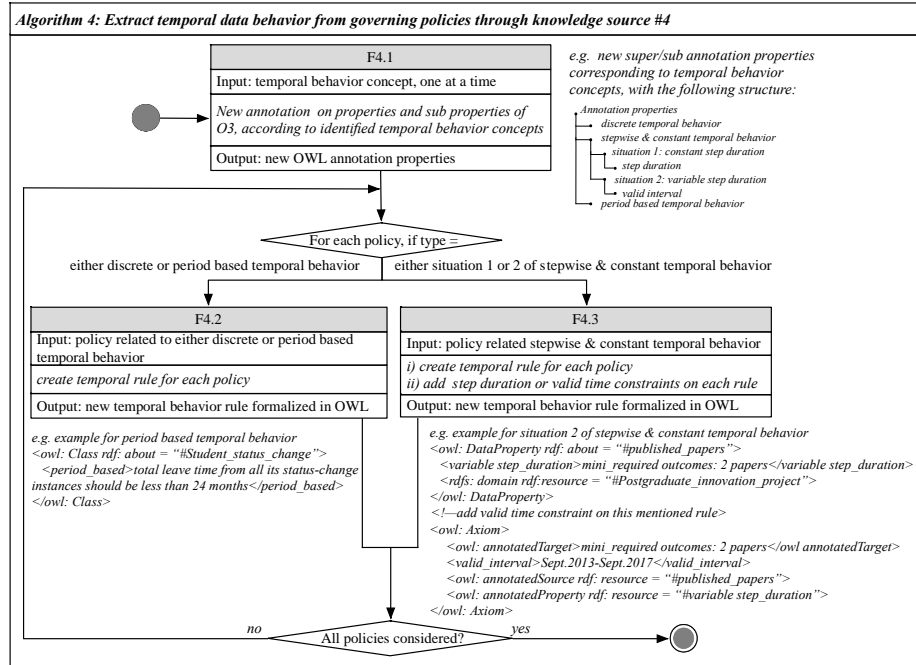 Algorithm 4: Extract temporal data behavior from governing policies through knowledge source #4
F4.1
Input: temporal behavior concept, one at a time
New annotation on properties and sub properties of
O3, according to identified temporal behavior concepts
Output: new OWL annotation properties
e.g. new super/sub annotation properties
corresponding to temporal behavior
concepts, with the following structure:
Annotation properties
discrete temporal behavior
stepwise & constant temporal behavior
situation 1: constant step duration
step duration
situation 2: variable step duration
valid interval
period based temporal behavior
For each policy, if type =
either discrete or period based temporal behavior
either situation 1 or 2 of stepwise & constant temporal behavior
F4.2
Input: policy related to either discrete or period based
temporal behavior
create temporal rule for each policy
Output: new temporal behavior rule formalized in OWL
F4.3
Input: policy related stepwise & constant temporal behavior
i) create temporal rule for each policy
ii) add step duration or valid time constraints on each rule
Output: new temporal behavior rule formalized in OWL
e.g. example for period based temporal behavior
<owl: Class rdf: about = “#Student_status_change”>
<period_based>total leave time from all its status-change
instances should be less than 24 months</period_based>
</owl: Class>
e.g. example for situation 2 of stepwise & constant temporal behavior
<owl: DataProperty rdf: about = “#published_papers”>
<variable step_duration>mini_required outcomes: 2 papers</variable step_duration>
<rdfs: domain rdf:resource = “#Postgraduate_innovation_project”>
</owl: DataProperty>
<!—add valid time constraint on this mentioned rule>
<owl: Axiom>
<owl: annotatedTarget>mini_required outcomes: 2 papers</owl annotatedTarget>
<valid_interval>Sept.2013-Sept.2017</valid_interval>
<owl: annotatedSource rdf: resource = “#published_papers”>
<owl: annotatedProperty rdf: resource = “#variable step_duration”>
</owl: Axiom>
no
All policies considered?
yes